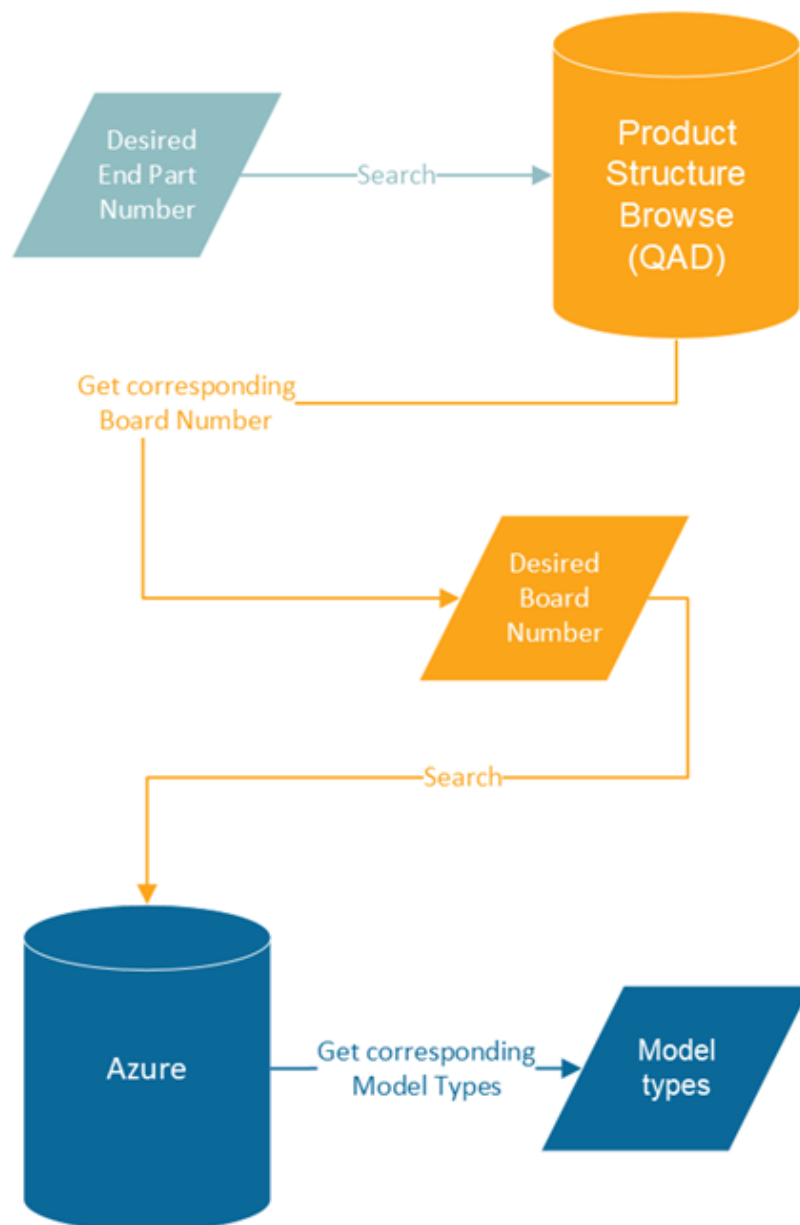 Desired
End Part
Number
Search
Product
Structure
Browse
(QAD)
Get corresponding
Board Number
Desired
Board
Number
Search
Azure
Get corresponding
Model Types
Model
types